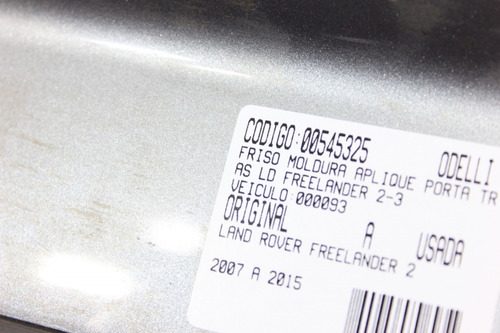 CODIGO:00545325 ODELLI
FRISO MOLDURA APLIQUE PORTA TR
AS LD FREELANDER 2-3
VEICULO:000093
ORIGINAL A USADA
LAND ROVER FREELANDER 2
2007 A 2015